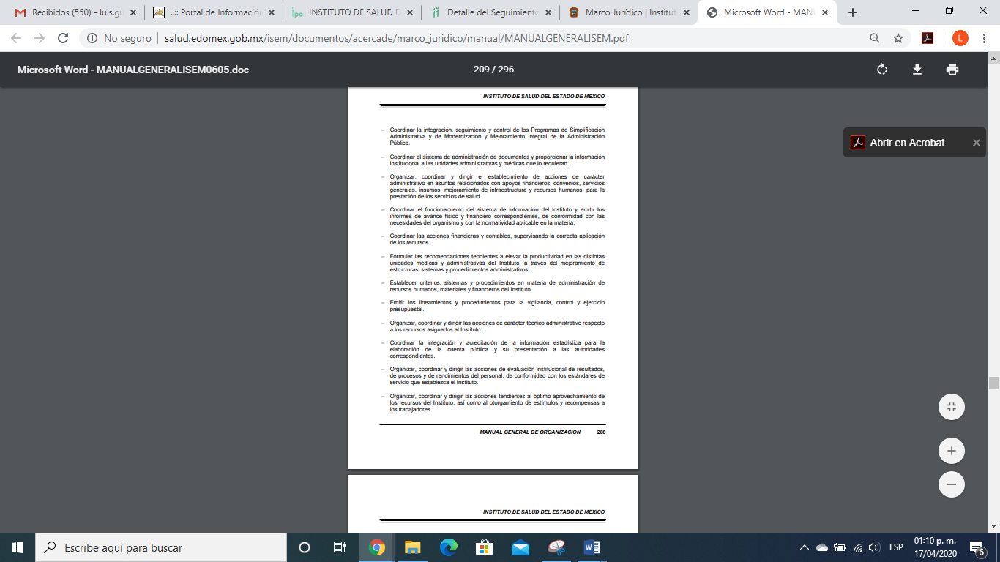 Recibidos (550) - luis.gu
..:: Portal de Información
INSTITUTO DE SALUD D
Detalle del Seguimiento
Marco Jurídico | Institut
Microsoft Word - MAN
No seguro | salud.edomex.gob.mx/isem/documentos/acercade/marco_juridico/manual/MANUALGENERALISEM.pdf
L
Microsoft Word - MANUALGENERALISEM0605.doc
209 / 296
Abrir en Acrobat
INSTITUTO DE SALUD DEL ESTADO DE MEXICO
– Coordinar la integración, seguimiento y control de los Programas de Simplificación
Administrativa y de Modernización y Mejoramiento Integral de la Administración
Pública.
– Coordinar el sistema de administración de documentos y proporcionar la información
institucional a las unidades administrativas y médicas que lo requieran.
– Organizar, coordinar y dirigir el establecimiento de acciones de carácter
administrativo en asuntos relacionados con apoyos financieros, convenios, servicios
generales, insumos, mejoramiento de infraestructura y recursos humanos, para la
prestación de los servicios de salud.
– Coordinar el funcionamiento del sistema de información del Instituto y emitir los
informes de avance físico y financiero correspondientes, de conformidad con las
necesidades del organismo y con la normatividad aplicable en la materia.
– Coordinar las acciones financieras y contables, supervisando la correcta aplicación
de los recursos.
– Formular las recomendaciones tendientes a elevar la productividad en las distintas
unidades médicas y administrativas del Instituto, a través del mejoramiento de
estructuras, sistemas y procedimientos administrativos.
– Establecer criterios, sistemas y procedimientos en materia de administración de
recursos humanos, materiales y financieros del Instituto.
– Emitir los lineamientos y procedimientos para la vigilancia, control y ejercicio
presupuestal.
– Organizar, coordinar y dirigir las acciones de carácter técnico administrativo respecto
a los recursos asignados al Instituto.
– Coordinar la integración y acreditación de la información estadística para la
elaboración de la cuenta pública y su presentación a las autoridades
correspondientes.
– Organizar, coordinar y dirigir las acciones de evaluación institucional de resultados,
de procesos y de rendimientos del personal, de conformidad con los estándares de
servicio que establezca el Instituto.
– Organizar, coordinar y dirigir las acciones tendientes al óptimo aprovechamiento de
los recursos del Instituto, así como al otorgamiento de estímulos y recompensas a
los trabajadores.
MANUAL GENERAL DE ORGANIZACION 208
INSTITUTO DE SALUD DEL ESTADO DE MEXICO
Escribe aquí para buscar
ESP
01:10 p. m.
17/04/2020
6